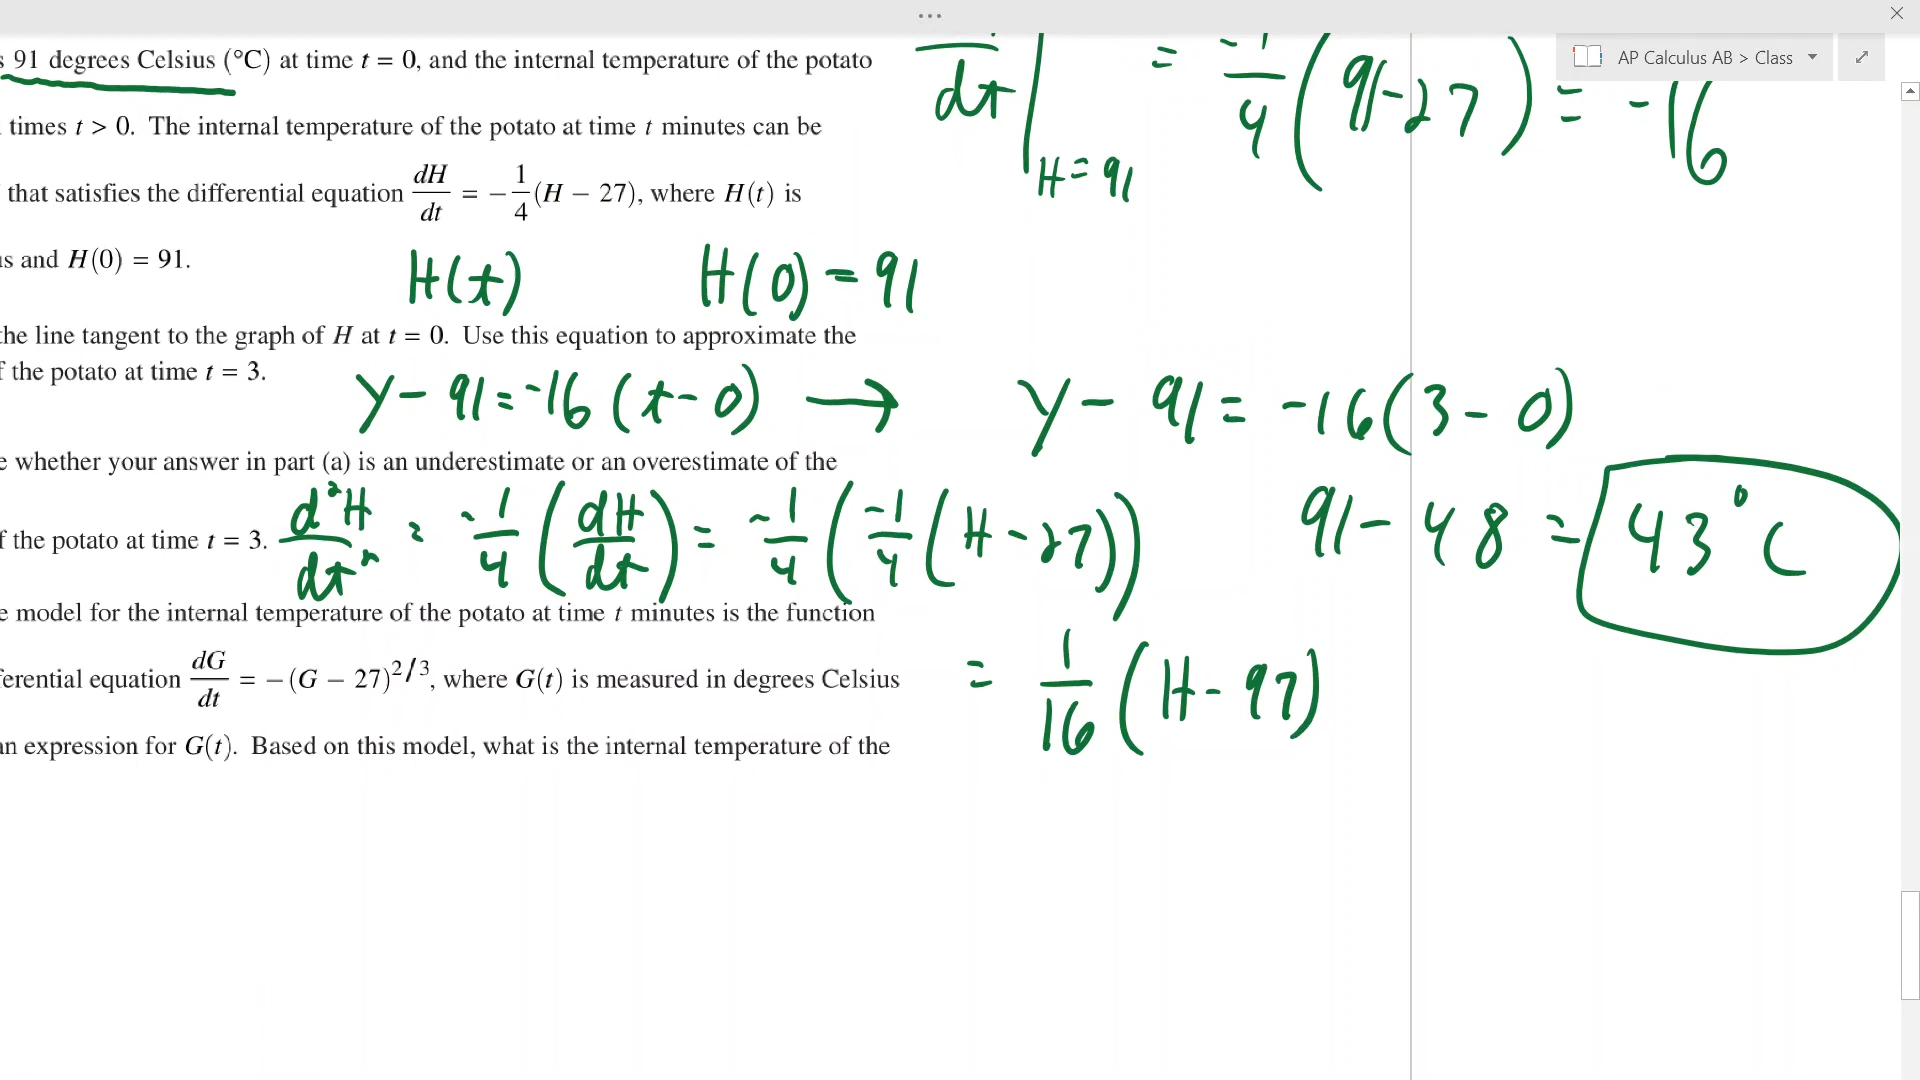 AP Calculus AB > Class
91 degrees Celsius (°C) at time t = 0, and the internal temperature of the potato
times t > 0. The internal temperature of the potato at time t minutes can be
that satisfies the differential equation dH/dt = −1/4(H − 27), where H(t) is
s and H(0) = 91.
dt | H=91 = -1/4 (91-27) = -16
H(t) H(0) = 91
the line tangent to the graph of H at t = 0. Use this equation to approximate the
f the potato at time t = 3.
y - 91 = -16 (t - 0) → y - 91 = -16 (3 - 0)
e whether your answer in part (a) is an underestimate or an overestimate of the
91 - 48 = 43°C
f the potato at time t = 3.
d²H/dt² = -1/4 (dH/dt) = -1/4 (-1/4 (H - 27))
e model for the internal temperature of the potato at time t minutes is the function
= 1/16 (H - 97)
ferential equation dG/dt = −(G − 27)^2/3, where G(t) is measured in degrees Celsius
an expression for G(t). Based on this model, what is the internal temperature of the